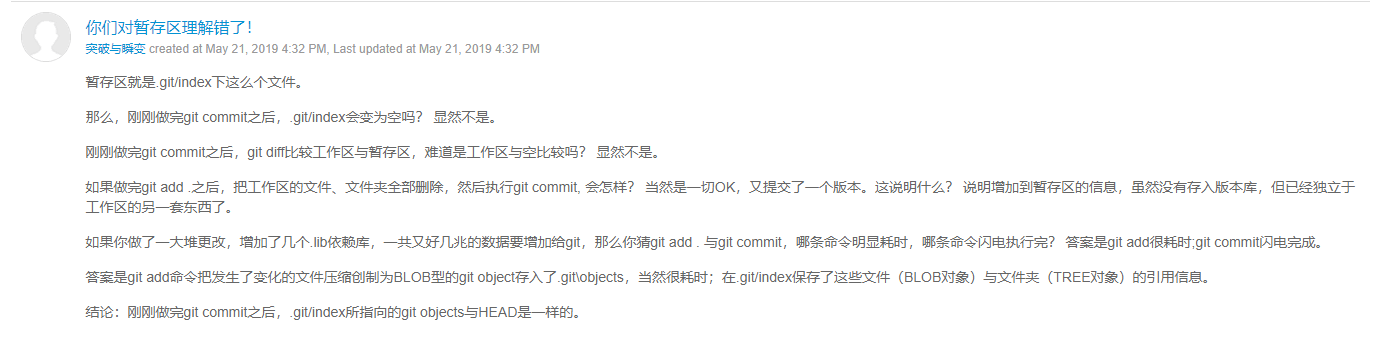 你们对暂存区理解错了！
突破与瞬变 created at May 21, 2019 4:32 PM, Last updated at May 21, 2019 4:32 PM
暂存区就是.git/index下这么个文件。
那么，刚刚做完git commit之后，.git/index会变为空吗？ 显然不是。
刚刚做完git commit之后，git diff比较工作区与暂存区，难道是工作区与空比较吗？ 显然不是。
如果做完git add .之后，把工作区的文件、文件夹全部删除，然后执行git commit, 会怎样？ 当然是一切OK，又提交了一个版本。这说明什么？ 说明增加到暂存区的信息，虽然没有存入版本库，但已经独立于
工作区的另一套东西了。
如果你做了一大堆更改，增加了几个.lib依赖库，一共又好几兆的数据要增加给git，那么你猜git add . 与git commit，哪条命令明显耗时，哪条命令闪电执行完？ 答案是git add很耗时;git commit闪电完成。
答案是git add命令把发生了变化的文件压缩创制为BLOB型的git object存入了.git\objects，当然很耗时；在.git/index保存了这些文件（BLOB对象）与文件夹（TREE对象）的引用信息。
结论：刚刚做完git commit之后，.git/index所指向的git objects与HEAD是一样的。